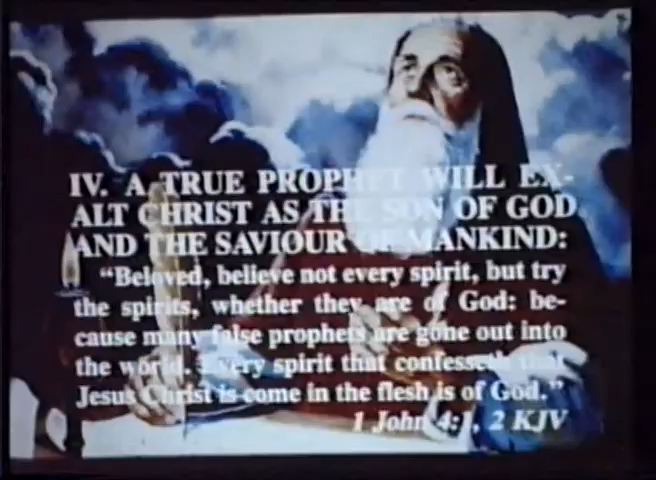 IV. A TRUE PROPHET WILL EX-
ALT CHRIST AS THE SON OF GOD
AND THE SAVIOUR OF MANKIND:
“Beloved, believe not every spirit, but try
the spirits, whether they are of God: be-
cause many false prophets are gone out into
the world. Every spirit that confesseth that
Jesus Christ is come in the flesh is of God.”
1 John 4:1, 2 KJV